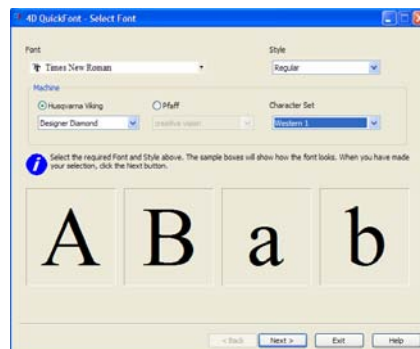 4D QuickFont - Select Font
Font
Style
Times New Roman
Regular
Machine
Husqvarna Viking
Pfaff
Character Set
Designer Diamond
creative vision
Western 1
Select the required Font and Style above. The sample boxes will show how the font looks. When you have made
your selection, click the Next button.
A B a b
< Back
Next >
Exit
Help